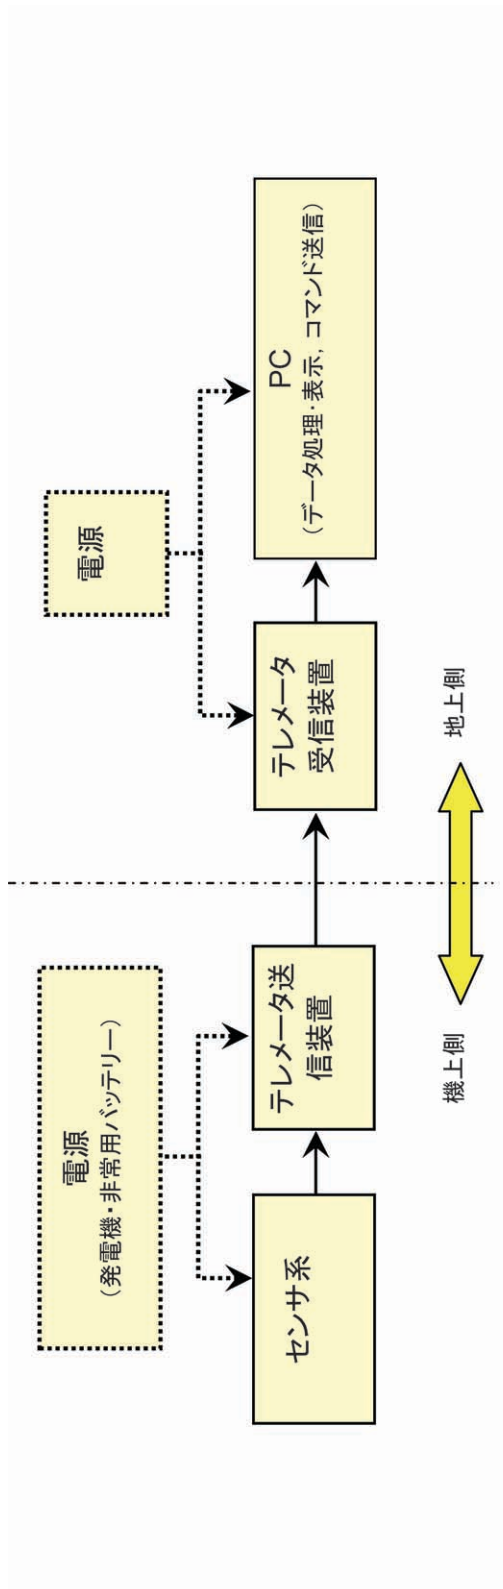 電源
（発電機・非常用バッテリー）
電源
センサ系
テレメータ送
信装置
テレメータ
受信装置
PC
（データ処理・表示，コマンド送信）
機上側
地上側